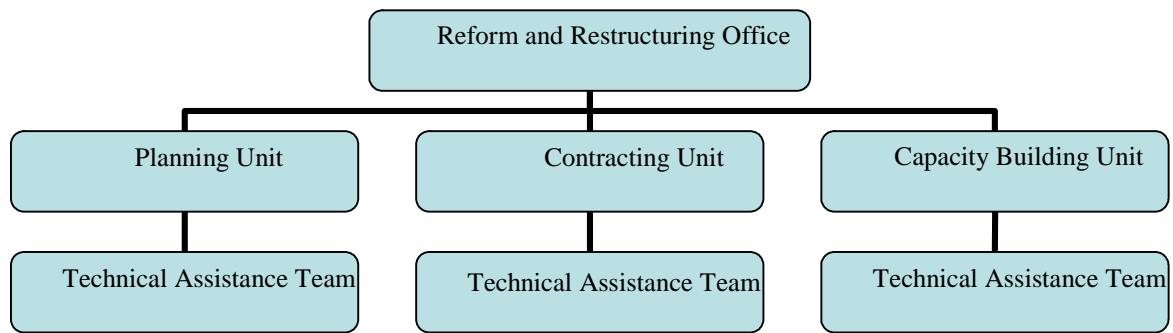 Reform and Restructuring Office
Planning Unit
Contracting Unit
Capacity Building Unit
Technical Assistance Team
Technical Assistance Team
Technical Assistance Team